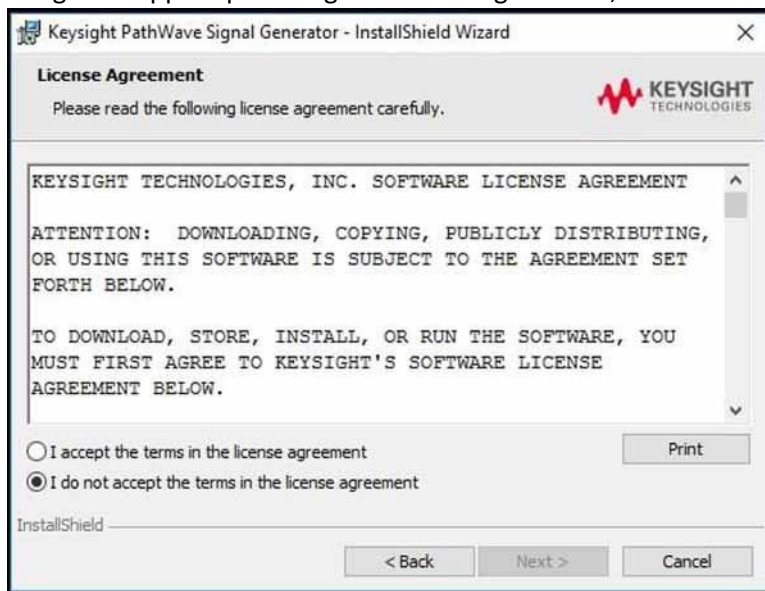 Keysight PathWave Signal Generator - InstallShield Wizard
License Agreement
Please read the following license agreement carefully.
KEYSIGHT
TECHNOLOGIES
KEYSIGHT TECHNOLOGIES, INC. SOFTWARE LICENSE AGREEMENT
ATTENTION: DOWNLOADING, COPYING, PUBLICLY DISTRIBUTING,
OR USING THIS SOFTWARE IS SUBJECT TO THE AGREEMENT SET
FORTH BELOW.
TO DOWNLOAD, STORE, INSTALL, OR RUN THE SOFTWARE, YOU
MUST FIRST AGREE TO KEYSIGHT'S SOFTWARE LICENSE
AGREEMENT BELOW.
I accept the terms in the license agreement
Print
I do not accept the terms in the license agreement
InstallShield
< Back
Next >
Cancel